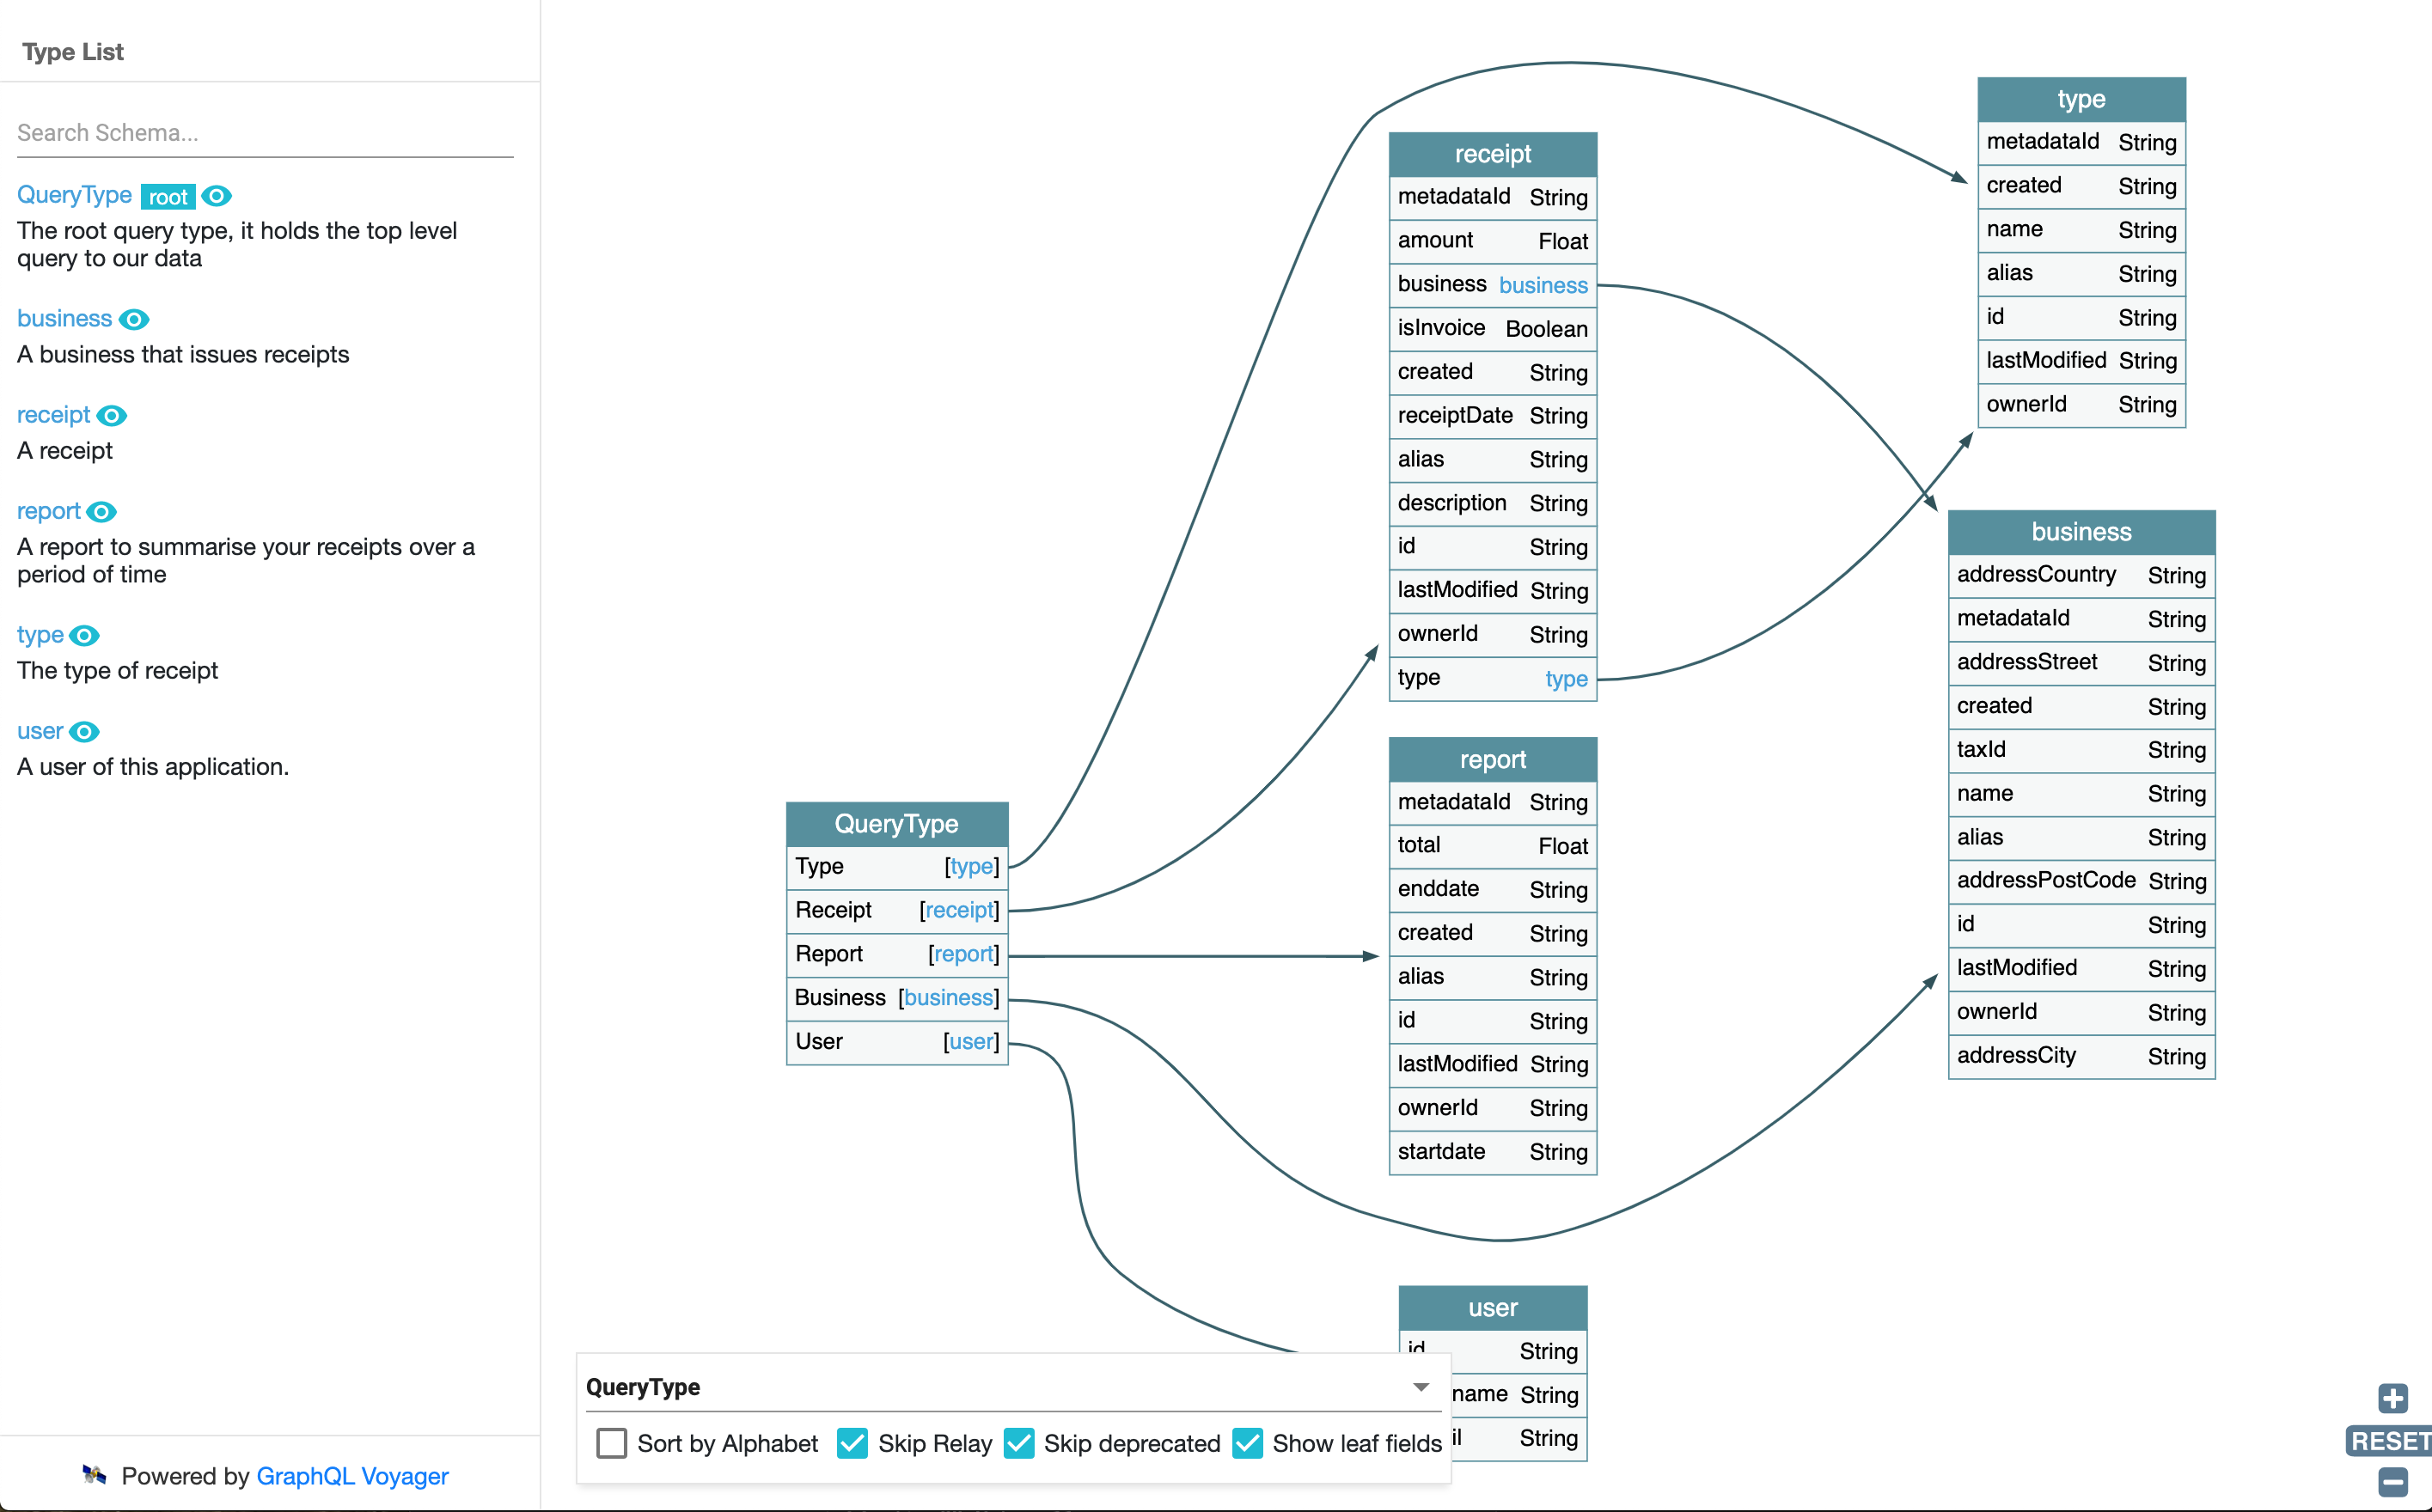 Type List
Search Schema...
QueryType root
The root query type, it holds the top level
query to our data
business
A business that issues receipts
receipt
A receipt
report
A report to summarise your receipts over a
period of time
type
The type of receipt
user
A user of this application.
Powered by GraphQL Voyager
QueryType
Type [type]
Receipt [receipt]
Report [report]
Business [business]
User [user]
receipt
metadataId String
amount Float
business business
isInvoice Boolean
created String
receiptDate String
alias String
description String
id String
lastModified String
ownerId String
type type
report
metadataId String
total Float
enddate String
created String
alias String
id String
lastModified String
ownerId String
startdate String
user
id String
name String
il String
type
metadataId String
created String
name String
alias String
id String
lastModified String
ownerId String
business
addressCountry String
metadataId String
addressStreet String
created String
taxId String
name String
alias String
addressPostCode String
id String
lastModified String
ownerId String
addressCity String
QueryType
Sort by Alphabet Skip Relay Skip deprecated Show leaf fields
RESET